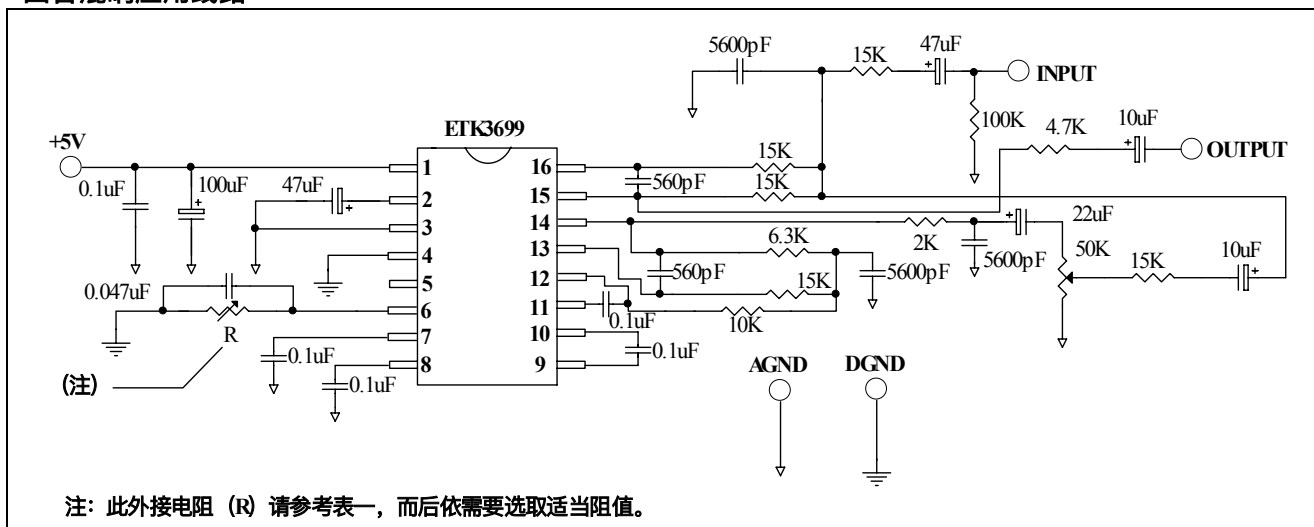 5600pF
47uF
15K
INPUT
100K
4.7K
10uF
OUTPUT
ETK3699
+5V
0.1uF
100uF
47uF
1
2
3
4
5
6
7
8
16
15
14
13
12
11
10
9
15K
560pF
15K
22uF
2K
5600pF
50K
15K
10uF
6.3K
560pF
5600pF
15K
0.1uF
10K
0.1uF
0.047uF
R
0.1uF
0.1uF
(注)
AGND
DGND
注：此外接电阻（R）请参考表一，而后依需要选取适当阻值。